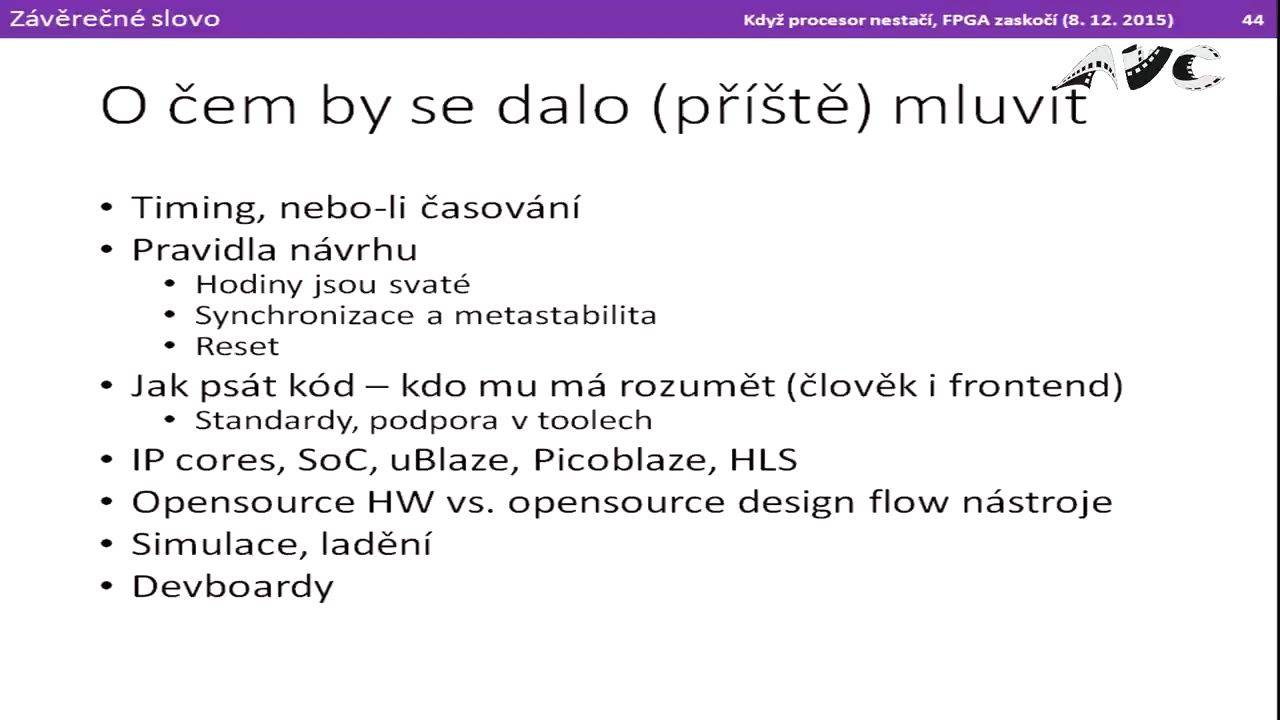 Závěrečné slovo
Když procesor nestačí, FPGA zaskočí (8. 12. 2015)
44
AVC
O čem by se dalo (příště) mluvit
• Timing, nebo-li časování
• Pravidla návrhu
• Hodiny jsou svaté
• Synchronizace a metastabilita
• Reset
• Jak psát kód – kdo mu má rozumět (člověk i frontend)
• Standardy, podpora v toolech
• IP cores, SoC, uBlaze, Picoblaze, HLS
• Opensource HW vs. opensource design flow nástroje
• Simulace, ladění
• Devboardy